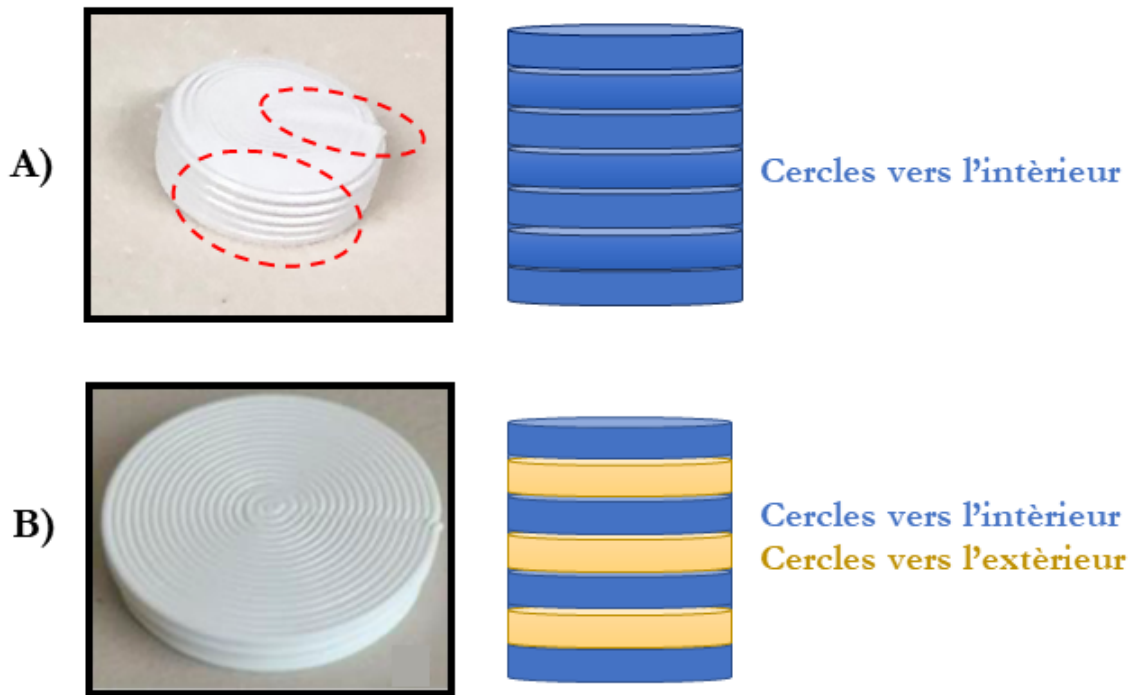 A)
Cercles vers l'intèrieur
B)
Cercles vers l'intèrieur
Cercles vers l'extèrieur